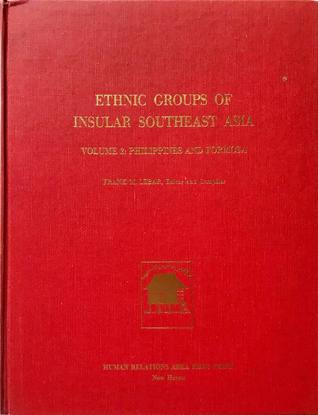 ETHNIC GROUPS OF
INSULAR SOUTHEAST ASIA
VOLUME 2: PHILIPPINES AND FORMOSA
FRANK M. LEBAR, Editor and Compiler
HUMAN RELATIONS AREA FILES PRESS
New Haven